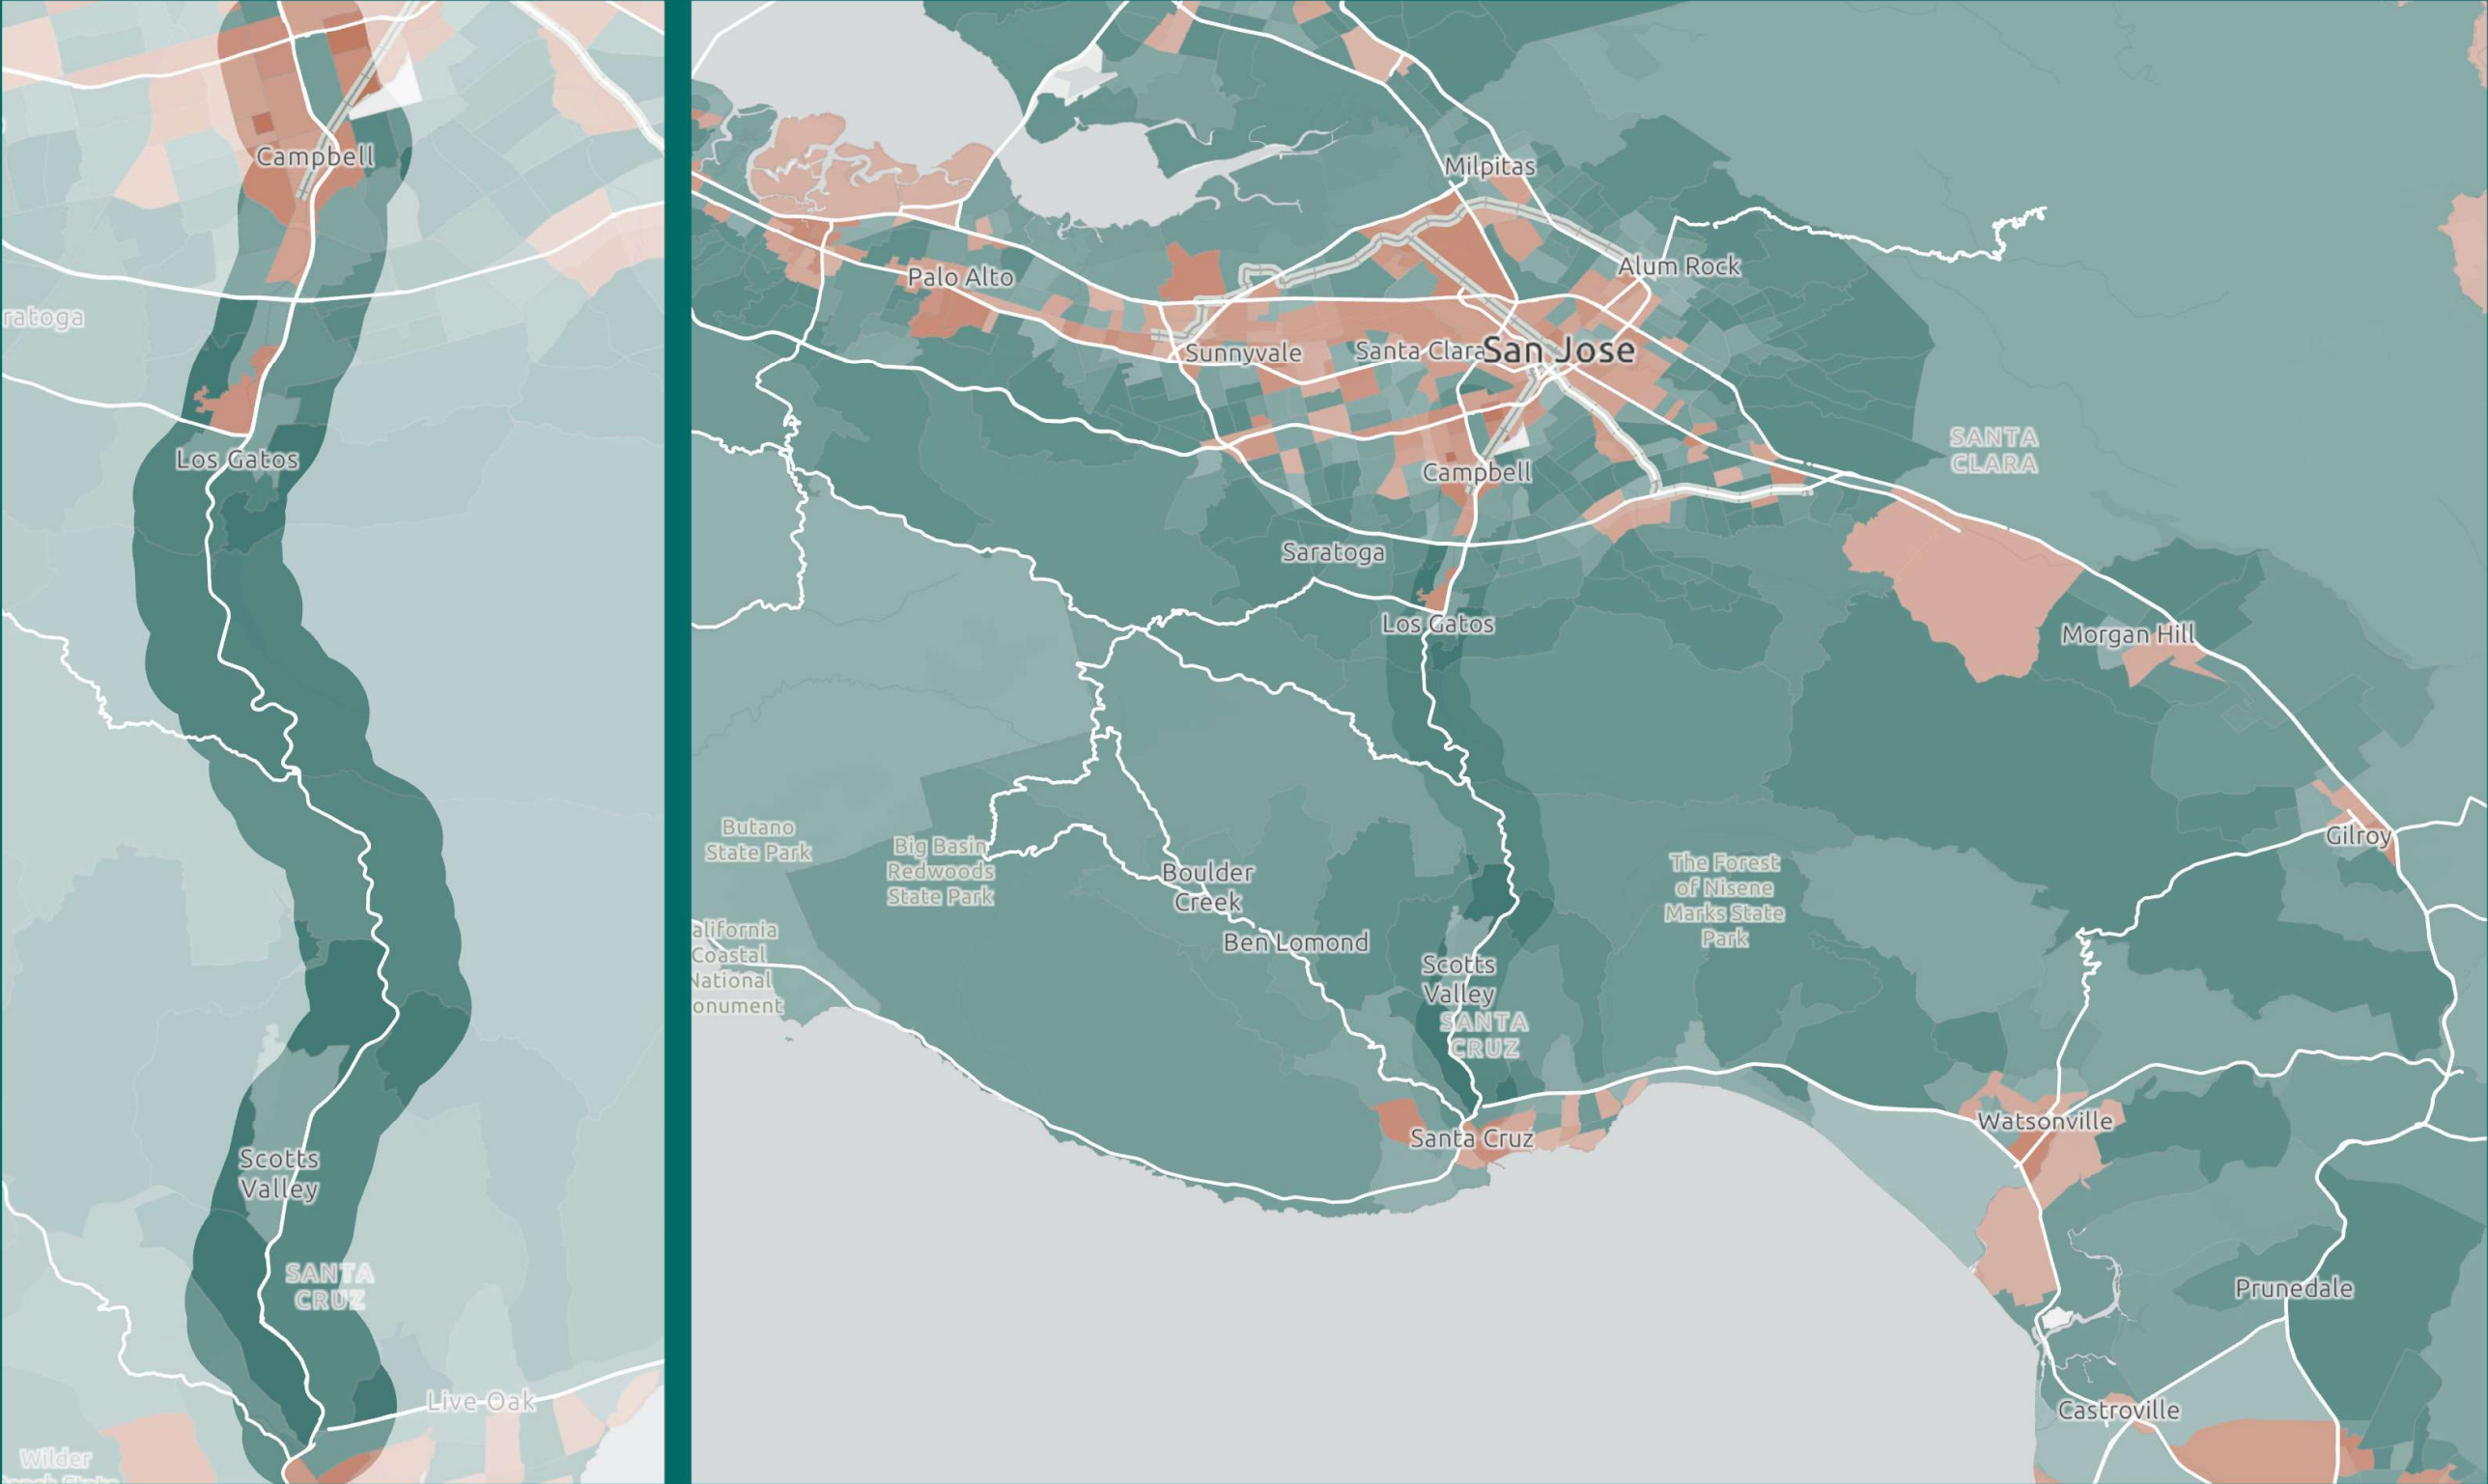 Campbell
ratoga
Los Gatos
Scotts
Valley
SANTA
CRUZ
Live Oak
Wilder
Milpitas
Alum Rock
Palo Alto
Sunnyvale
Santa Clara
San Jose
SANTA
CLARA
Campbell
Saratoga
Los Gatos
Morgan Hill
Butano
State Park
Big Basin
Redwoods
State Park
Boulder
Creek
The Forest
of Nisene
Marks State
Park
Gilroy
alifornia
Coastal
National
onument
Ben Lomond
Scotts
Valley
SANTA
CRUZ
Santa Cruz
Watsonville
Prunedale
Castroville